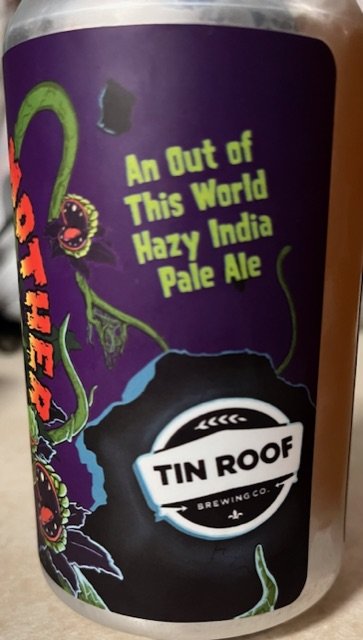 An Out of
This World
Hazy India
Pale Ale
TIN ROOF
BREWING CO.